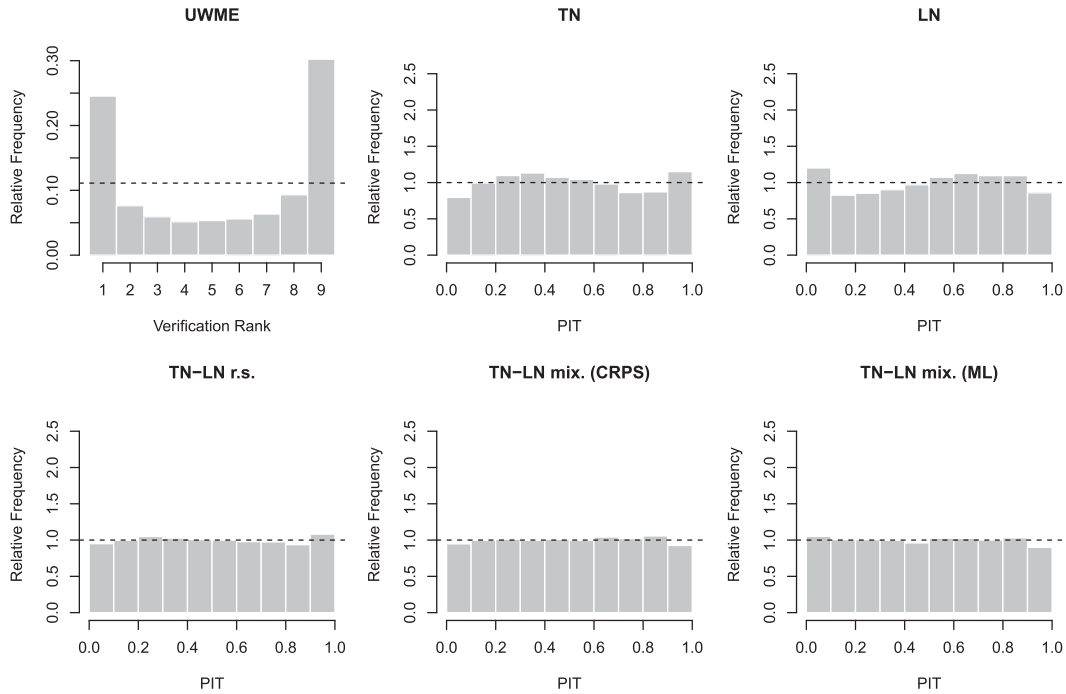 UWME
TN
LN
Relative Frequency
0.00 0.10 0.20 0.30
1 2 3 4 5 6 7 8 9
Verification Rank
Relative Frequency
0.0 0.5 1.0 1.5 2.0 2.5
0.0 0.2 0.4 0.6 0.8 1.0
PIT
Relative Frequency
0.0 0.5 1.0 1.5 2.0 2.5
0.0 0.2 0.4 0.6 0.8 1.0
PIT
TN−LN r.s.
TN−LN mix. (CRPS)
TN−LN mix. (ML)
Relative Frequency
0.0 0.5 1.0 1.5 2.0 2.5
0.0 0.2 0.4 0.6 0.8 1.0
PIT
Relative Frequency
0.0 0.5 1.0 1.5 2.0 2.5
0.0 0.2 0.4 0.6 0.8 1.0
PIT
Relative Frequency
0.0 0.5 1.0 1.5 2.0 2.5
0.0 0.2 0.4 0.6 0.8 1.0
PIT